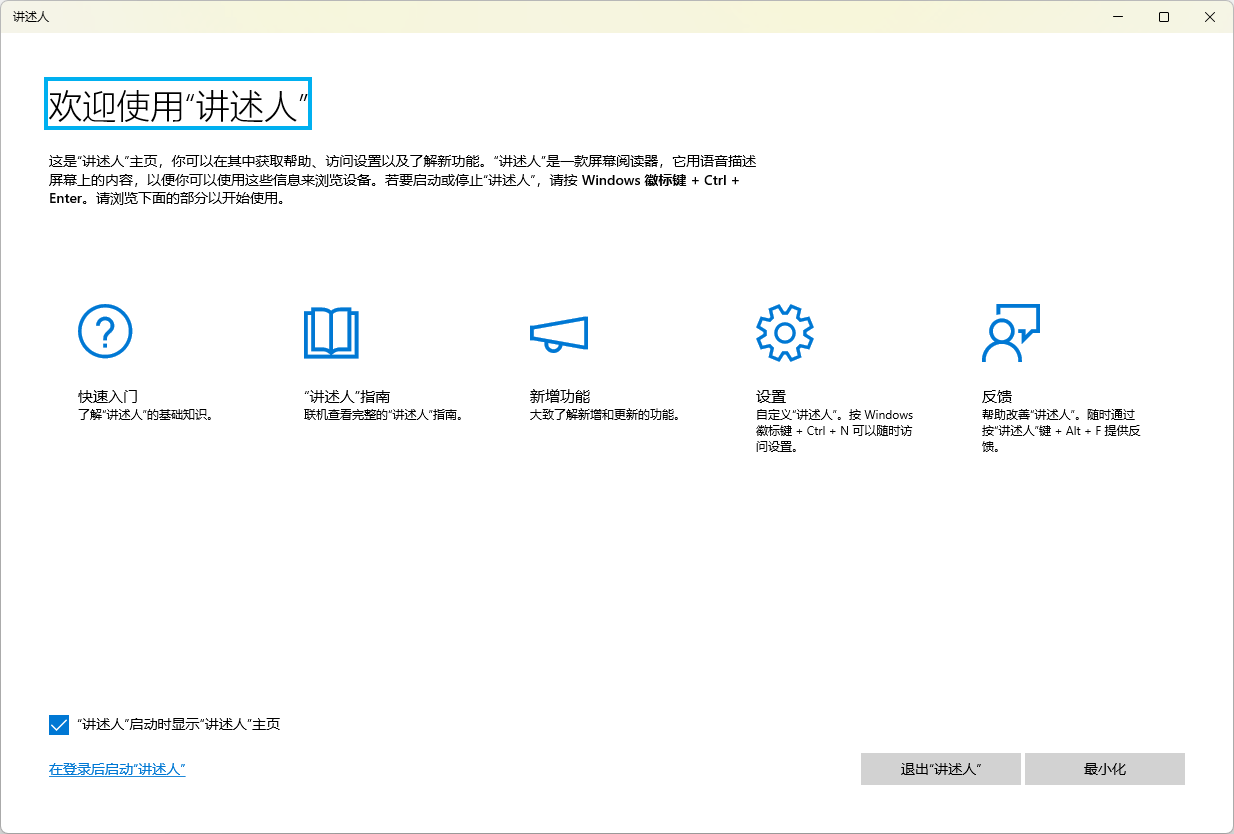 讲述人
欢迎使用“讲述人”
这是“讲述人”主页，你可以在其中获取帮助、访问设置以及了解新功能。“讲述人”是一款屏幕阅读器，它用语音描述
屏幕上的内容，以便你可以使用这些信息来浏览设备。若要启动或停止“讲述人”，请按 Windows 徽标键 + Ctrl +
Enter。请浏览下面的部分以开始使用。
快速入门
了解“讲述人”的基础知识。
“讲述人”指南
联机查看完整的“讲述人”指南。
新增功能
大致了解新增和更新的功能。
设置
自定义“讲述人”。按 Windows
徽标键 + Ctrl + N 可以随时访
问设置。
反馈
帮助改善“讲述人”。随时通过
按“讲述人”键 + Alt + F 提供反
馈。
“讲述人”启动时显示“讲述人”主页
在登录后启动“讲述人”
退出“讲述人”
最小化